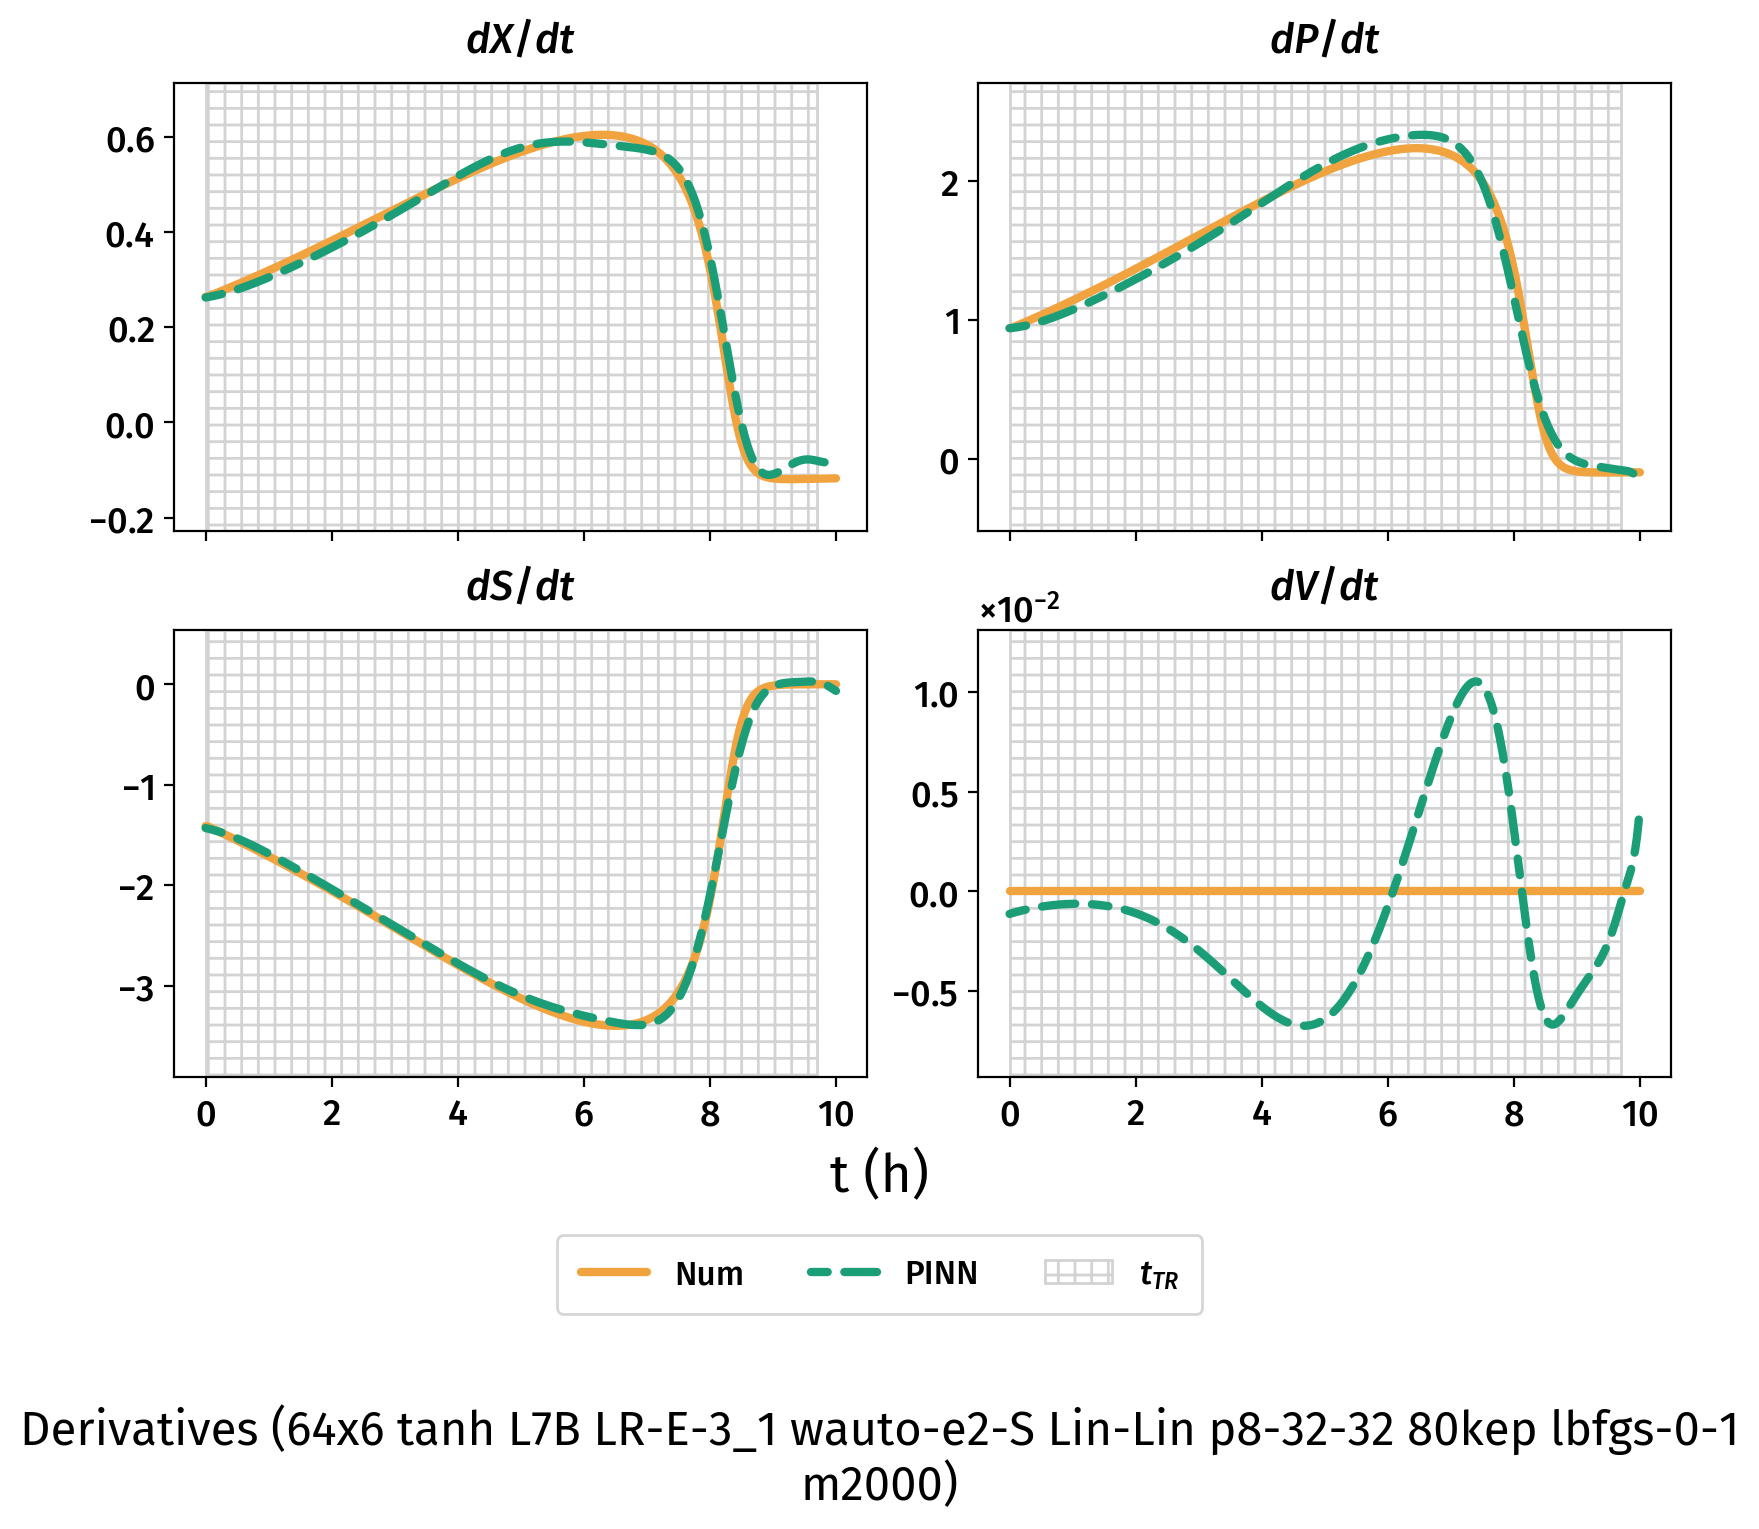 dX/dt
dP/dt
0.6
0.4
0.2
0.0
−0.2
2
1
0
dS/dt
dV/dt
×10⁻²
0
−1
−2
−3
0 2 4 6 8 10
1.0
0.5
0.0
−0.5
0 2 4 6 8 10
t (h)
Num PINN t_TR
Derivatives (64x6 tanh L7B LR-E-3_1 wauto-e2-S Lin-Lin p8-32-32 80kep lbfgs-0-1
m2000)